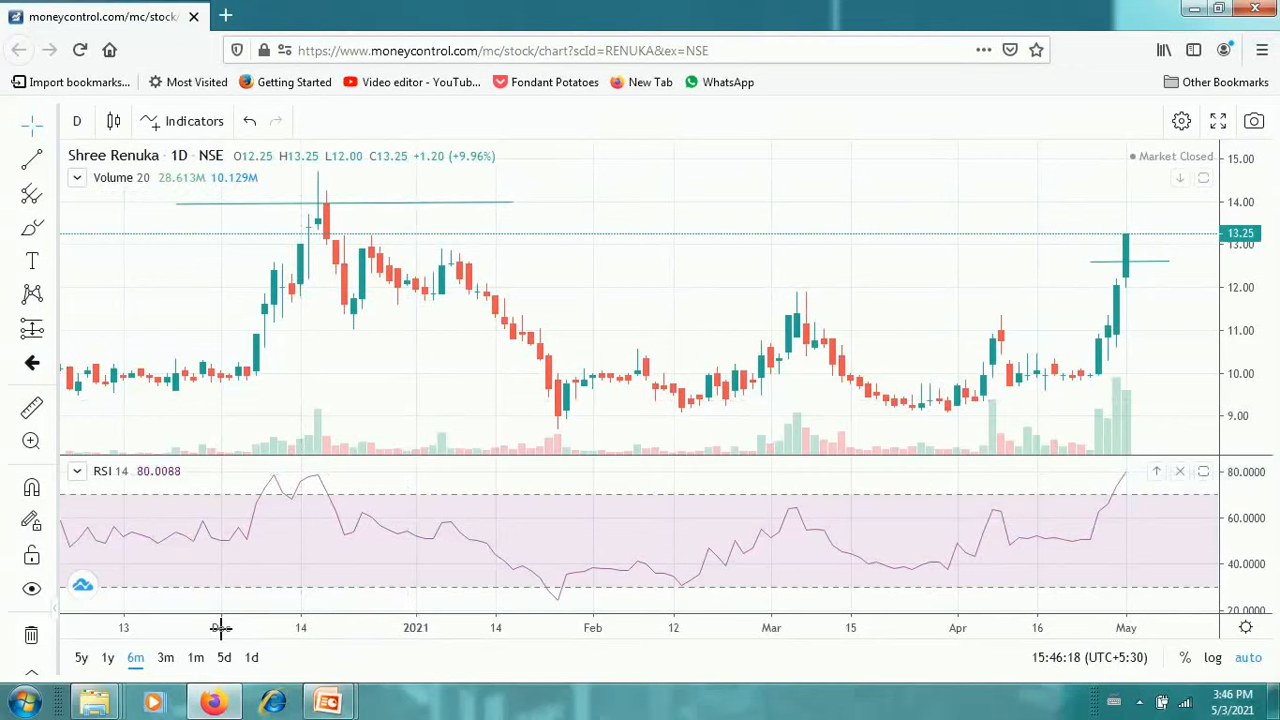 moneycontrol.com/mc/stock/
https://www.moneycontrol.com/mc/stock/chart?scId=RENUKA&ex=NSE
Import bookmarks... Most Visited Getting Started Video editor - YouTube... Fondant Potatoes New Tab WhatsApp Other Bookmarks
D Indicators
Shree Renuka 1D NSE O12.25 H13.25 L12.00 C13.25 +1.20 (+9.96%) Market Closed
Volume 20 28.613M 10.129M
15.00
14.00
13.25
13.00
12.00
11.00
10.00
9.00
RSI 14 80.0088
80.0000
60.0000
40.0000
20.0000
13 14 2021 14 Feb 12 Mar 15 Apr 16 May
5y 1y 6m 3m 1m 5d 1d 15:46:18 (UTC+5:30) % log auto
3:46 PM
5/3/2021